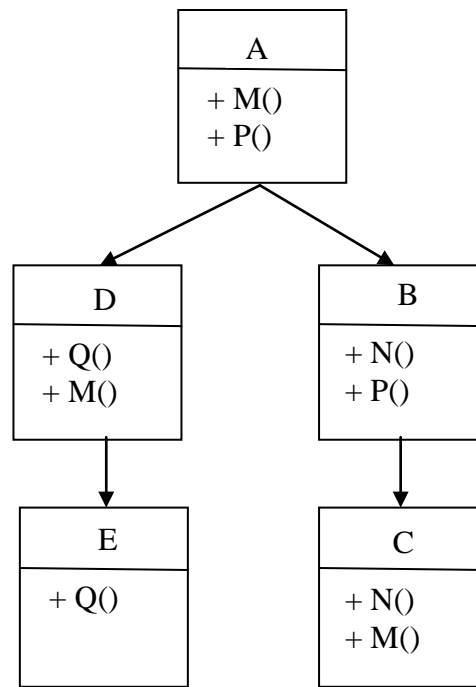 A
+ M()
+ P()
D
+ Q()
+ M()
B
+ N()
+ P()
E
+ Q()
C
+ N()
+ M()